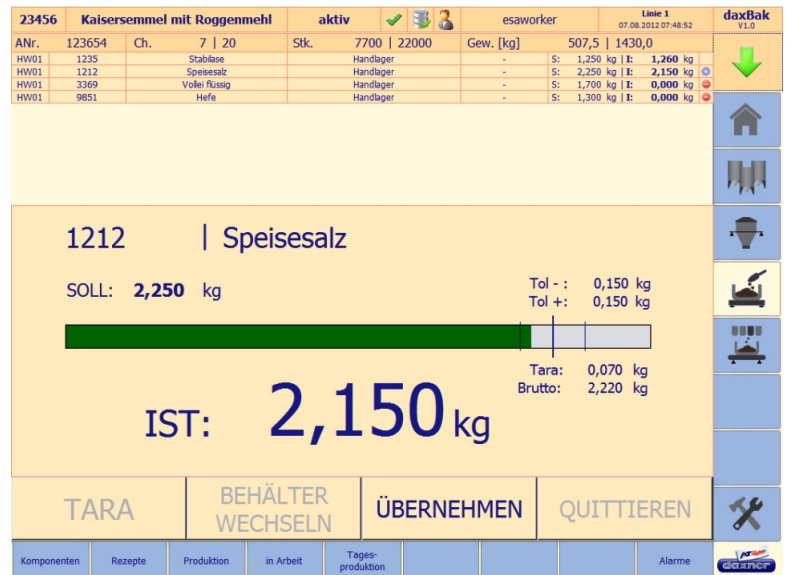 23456 Kaisersemmel mit Roggenmehl aktiv esaworker Linie 1 daxBak
07.08.2012 07:48:52 V1.0
ANr. 123654 Ch. 7 | 20 Stk. 7700 | 22000 Gew. [kg] 507,5 | 1430,0
HW01 1235 Stabilase Handlager - S: 1,250 kg | I: 1,260 kg
HW01 1212 Speisesalz Handlager - S: 2,250 kg | I: 2,150 kg
HW01 3369 Vollei flüssig Handlager - S: 1,700 kg | I: 0,000 kg
HW01 9851 Hefe Handlager - S: 1,300 kg | I: 0,000 kg
1212 | Speisesalz
SOLL: 2,250 kg
Tol - : 0,150 kg
Tol +: 0,150 kg
Tara: 0,070 kg
Brutto: 2,220 kg
IST: 2,150 kg
TARA
BEHÄLTER
WECHSELN
ÜBERNEHMEN
QUITTIEREN
Komponenten Rezepte Produktion in Arbeit Tages-
produktion
Alarme
daxner